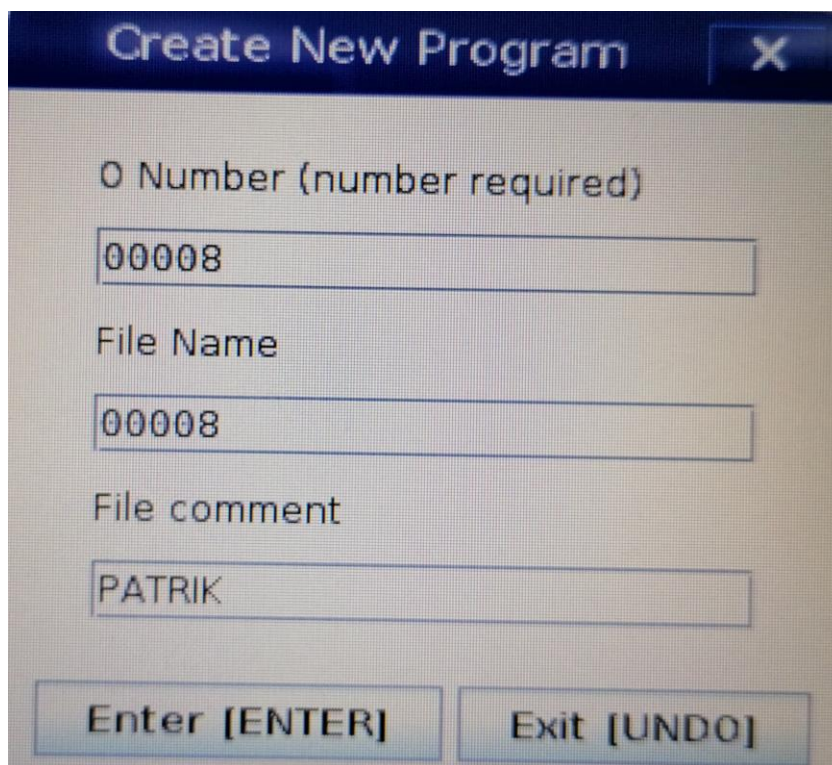 Create New Program X
O Number (number required)
00008
File Name
00008
File comment
PATRIK
Enter [ENTER] Exit [UNDO]